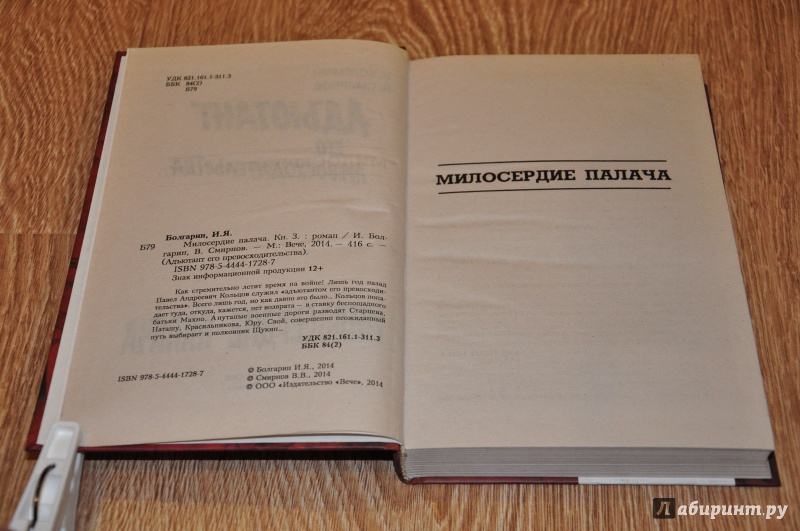 УДК 821.161.1-311.3
ББК 84(2)
Б79
АДЪЮТАНТ
ЕГО
ПРЕВОСХОДИТЕЛЬСТВА
Болгарин, И.Я.
Б79 Милосердие палача. Кн. 3. : роман / И. Бол-
гарин, В. Смирнов. — М.: Вече, 2014. — 416 с. —
(Адъютант его превосходительства).
ISBN 978-5-4444-1728-7
Знак информационной продукции 12+
Как стремительно летит время на войне! Лишь год назад
Павел Андреевич Кольцов служил «адъютантом его превосходи-
тельства». Всего лишь год, но как давно это было... Кольцов попа-
дает туда, откуда, кажется, нет возврата — в ставку беспощадного
батьки Махно. А путаные военные дороги разводят Старцева,
Наташу, Красильникова, Юру. Свой, совершенно неожиданный
путь выбирает и полковник Щукин...
УДК 821.161.1-311.3
ББК 84(2)
ISBN 978-5-4444-1728-7
© Болгарин И.Я., 2014
© Смирнов В.В., 2014
© ООО «Издательство «Вече», 2014
МИЛОСЕРДИЕ ПАЛАЧА
Лабиринт.ру